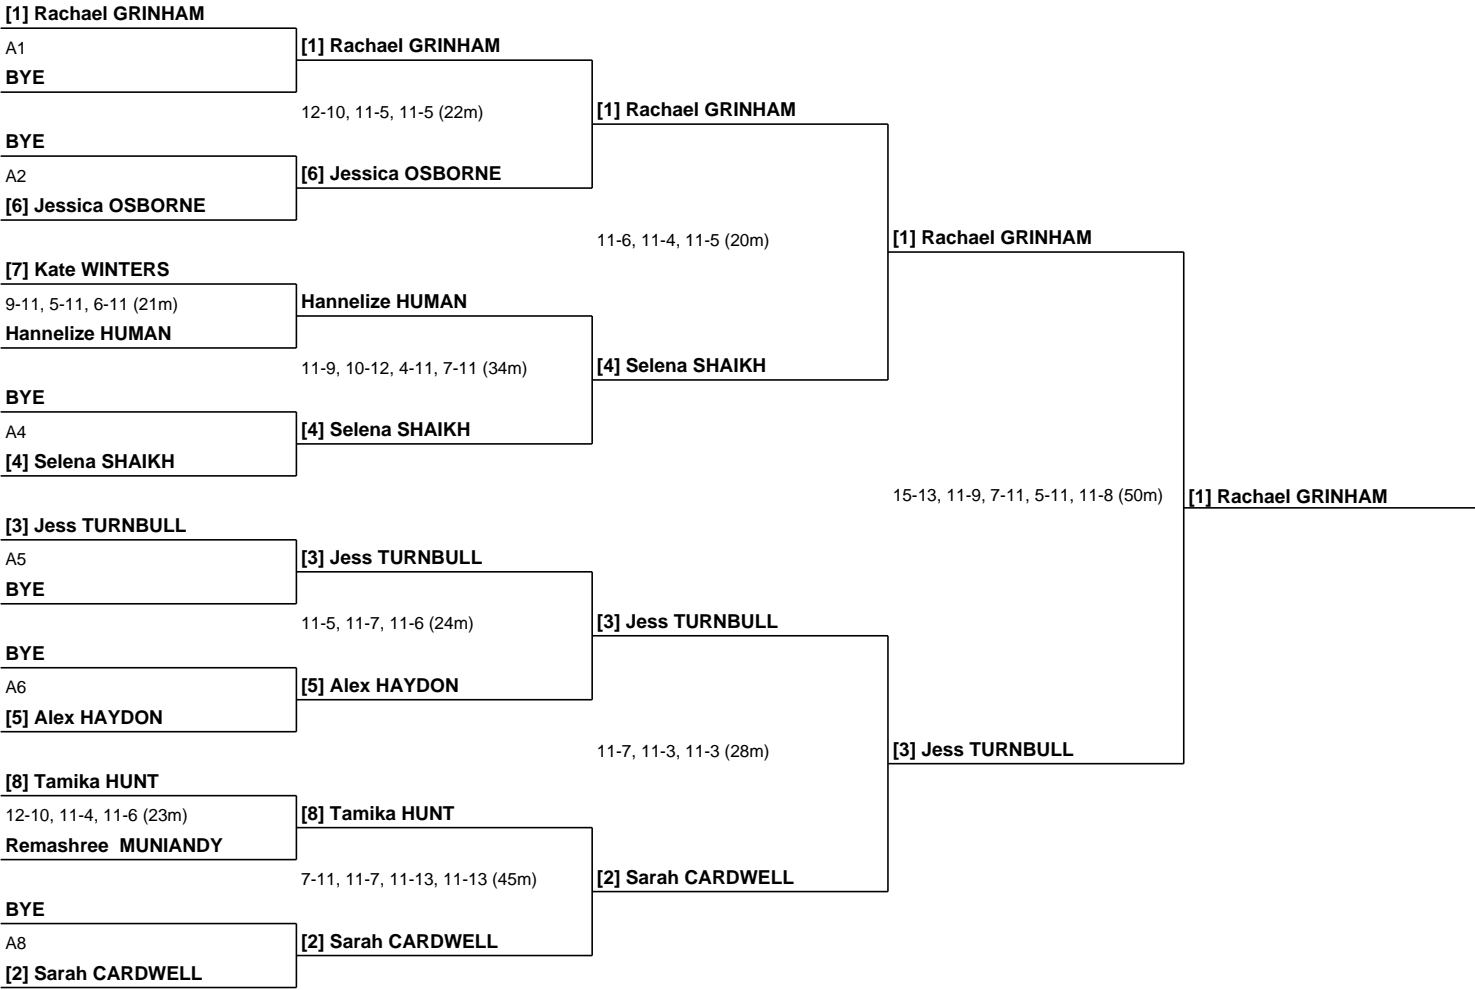 [1] Rachael GRINHAM
A1
BYE
BYE
A2
[6] Jessica OSBORNE
[7] Kate WINTERS
9-11, 5-11, 6-11 (21m)
Hannelize HUMAN
BYE
A4
[4] Selena SHAIKH
[3] Jess TURNBULL
A5
BYE
BYE
A6
[5] Alex HAYDON
[8] Tamika HUNT
12-10, 11-4, 11-6 (23m)
Remashree  MUNIANDY
BYE
A8
[2] Sarah CARDWELL
[1] Rachael GRINHAM
12-10, 11-5, 11-5 (22m)
[6] Jessica OSBORNE
Hannelize HUMAN
11-9, 10-12, 4-11, 7-11 (34m)
[4] Selena SHAIKH
[3] Jess TURNBULL
11-5, 11-7, 11-6 (24m)
[5] Alex HAYDON
[8] Tamika HUNT
7-11, 11-7, 11-13, 11-13 (45m)
[2] Sarah CARDWELL
[1] Rachael GRINHAM
11-6, 11-4, 11-5 (20m)
[4] Selena SHAIKH
[3] Jess TURNBULL
11-7, 11-3, 11-3 (28m)
[2] Sarah CARDWELL
[1] Rachael GRINHAM
15-13, 11-9, 7-11, 5-11, 11-8 (50m)
[3] Jess TURNBULL
[1] Rachael GRINHAM